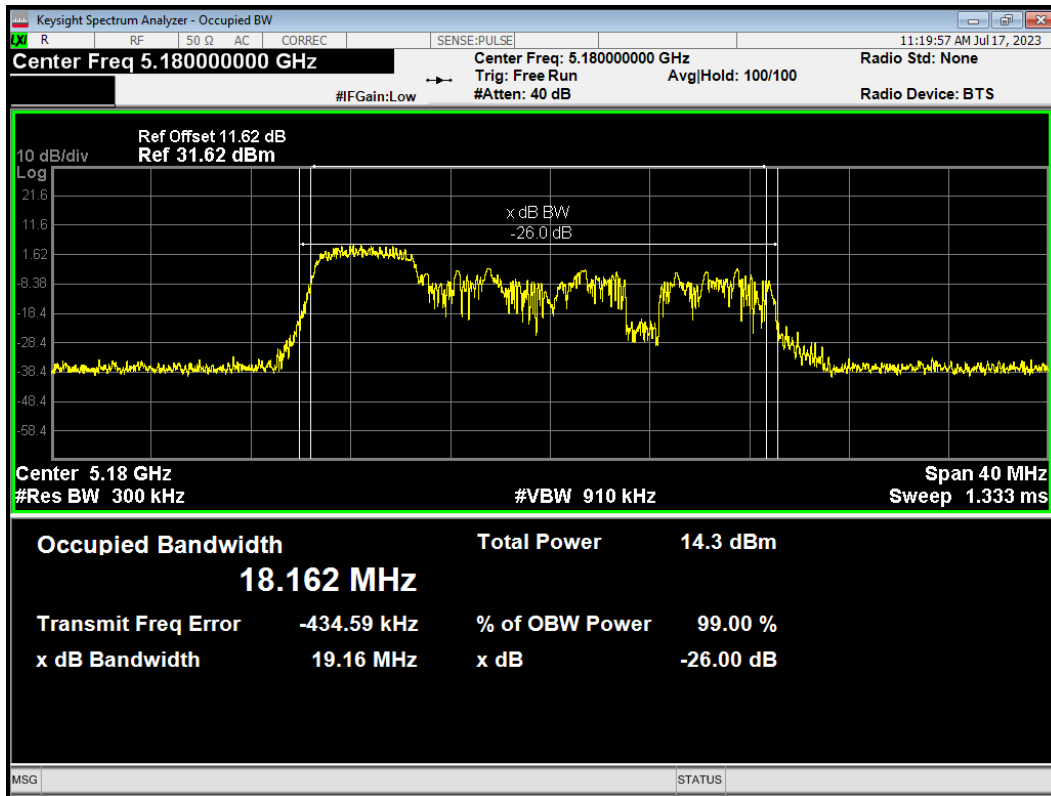 Keysight Spectrum Analyzer - Occupied BW
LXI R RF 50 Ω AC CORREC SENSE:PULSE 11:19:57 AM Jul 17, 2023
Center Freq 5.180000000 GHz
Center Freq: 5.180000000 GHz
Radio Std: None
Trig: Free Run Avg|Hold: 100/100
#IFGain:Low
#Atten: 40 dB
Radio Device: BTS
Ref Offset 11.62 dB
10 dB/div Ref 31.62 dBm
Log
21.6
11.6
1.62
-8.38
-18.4
-28.4
-38.4
-48.4
-58.4
x dB BW
-26.0 dB
Center 5.18 GHz Span 40 MHz
#Res BW 300 kHz #VBW 910 kHz Sweep 1.333 ms
Occupied Bandwidth Total Power 14.3 dBm
18.162 MHz
Transmit Freq Error -434.59 kHz % of OBW Power 99.00 %
x dB Bandwidth 19.16 MHz x dB -26.00 dB
MSG STATUS